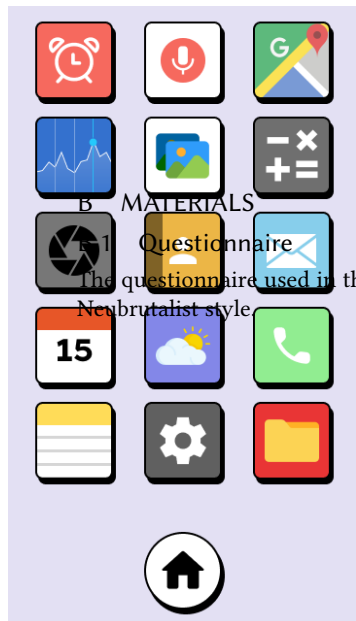 G
B MATERIALS
B.1 Questionnaire
The questionnaire used in th
Neubrutalist style.
15